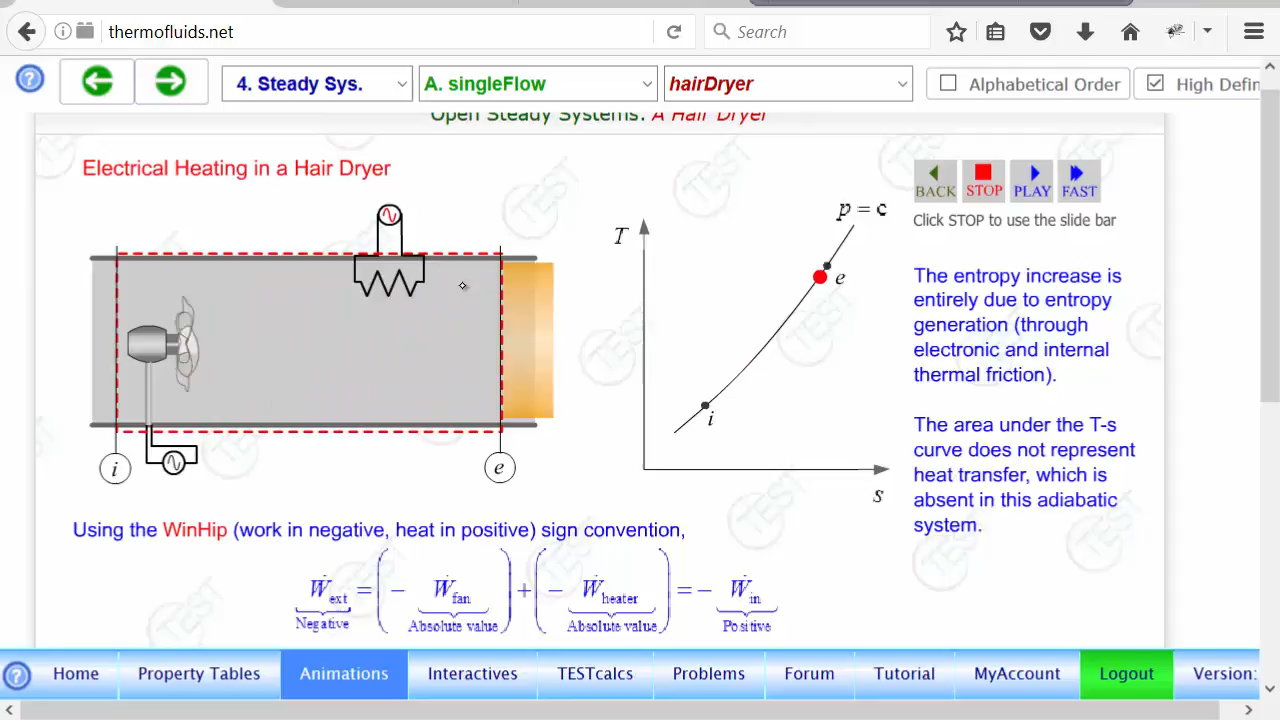 thermofluids.net
Search
4. Steady Sys.
A. singleFlow
hairDryer
Alphabetical Order
High Defin
Open Steady Systems: A Hair Dryer
Electrical Heating in a Hair Dryer
BACK
STOP
PLAY
FAST
Click STOP to use the slide bar
T
p = c
e
i
s
i
e
The entropy increase is
entirely due to entropy
generation (through
electronic and internal
thermal friction).
The area under the T-s
curve does not represent
heat transfer, which is
absent in this adiabatic
system.
Using the WinHip (work in negative, heat in positive) sign convention,
Ẇext = ( − Ẇfan ) + ( − Ẇheater ) = − Ẇin
Negative Absolute value Absolute value Positive
Home
Property Tables
Animations
Interactives
TESTcalcs
Problems
Forum
Tutorial
MyAccount
Logout
Version: